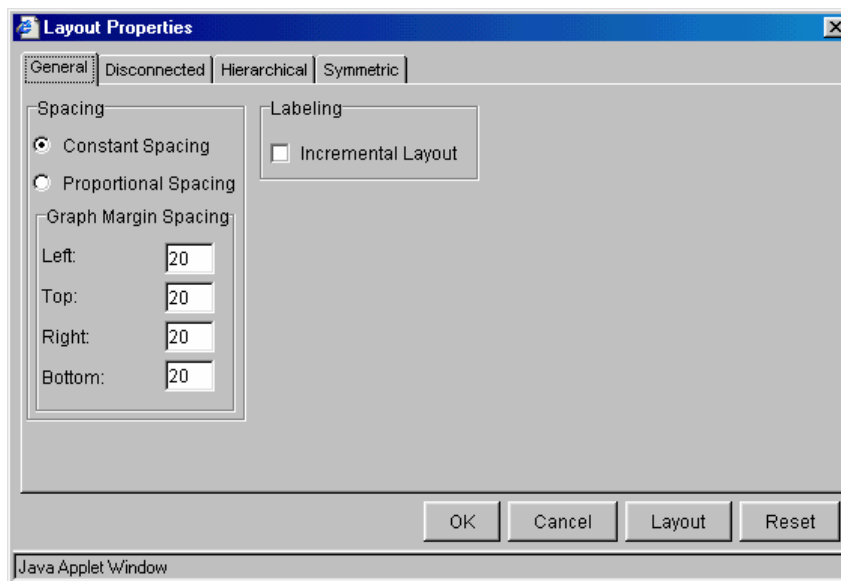 Layout Properties
General Disconnected Hierarchical Symmetric
Spacing
Constant Spacing
Proportional Spacing
Graph Margin Spacing
Left: 20
Top: 20
Right: 20
Bottom: 20
Labeling
Incremental Layout
OK Cancel Layout Reset
Java Applet Window